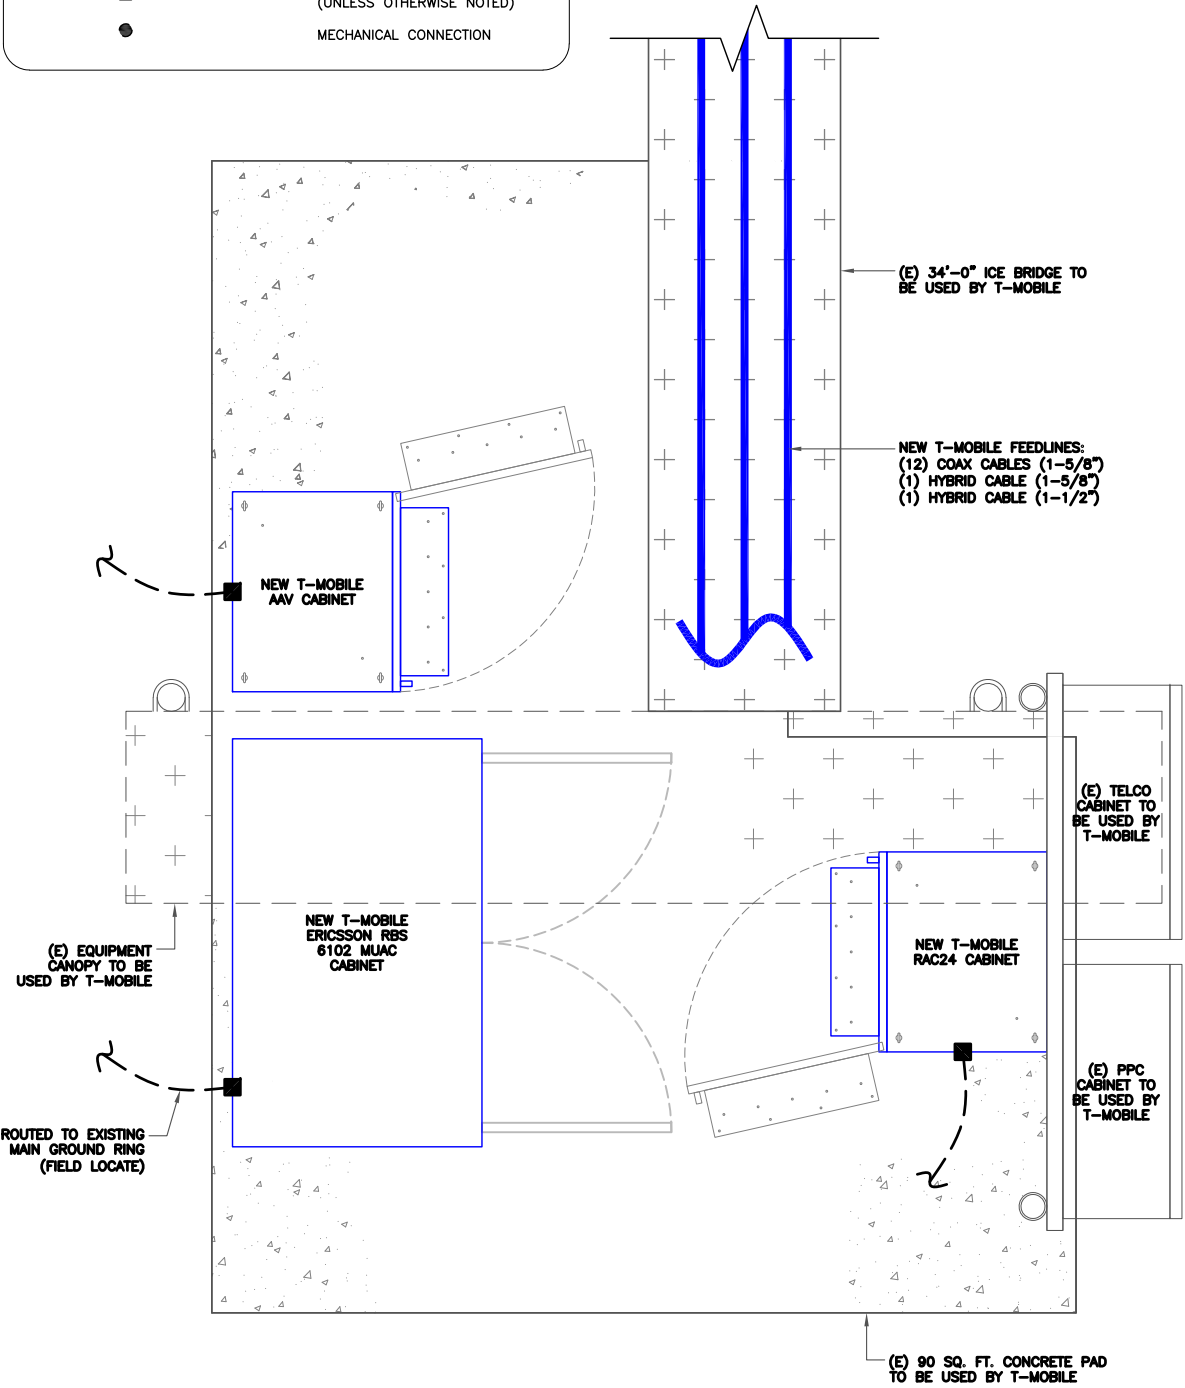 (UNLESS OTHERWISE NOTED)
MECHANICAL CONNECTION
(E) 34'-0" ICE BRIDGE TO
BE USED BY T-MOBILE
NEW T-MOBILE FEEDLINES:
(12) COAX CABLES (1-5/8")
(1) HYBRID CABLE (1-5/8")
(1) HYBRID CABLE (1-1/2")
NEW T-MOBILE
AAV CABINET
(E) TELCO
CABINET TO
BE USED BY
T-MOBILE
NEW T-MOBILE
ERICSSON RBS
6102 MUAC
CABINET
NEW T-MOBILE
RAC24 CABINET
(E) EQUIPMENT
CANOPY TO BE
USED BY T-MOBILE
(E) PPC
CABINET TO
BE USED BY
T-MOBILE
ROUTED TO EXISTING
MAIN GROUND RING
(FIELD LOCATE)
(E) 90 SQ. FT. CONCRETE PAD
TO BE USED BY T-MOBILE